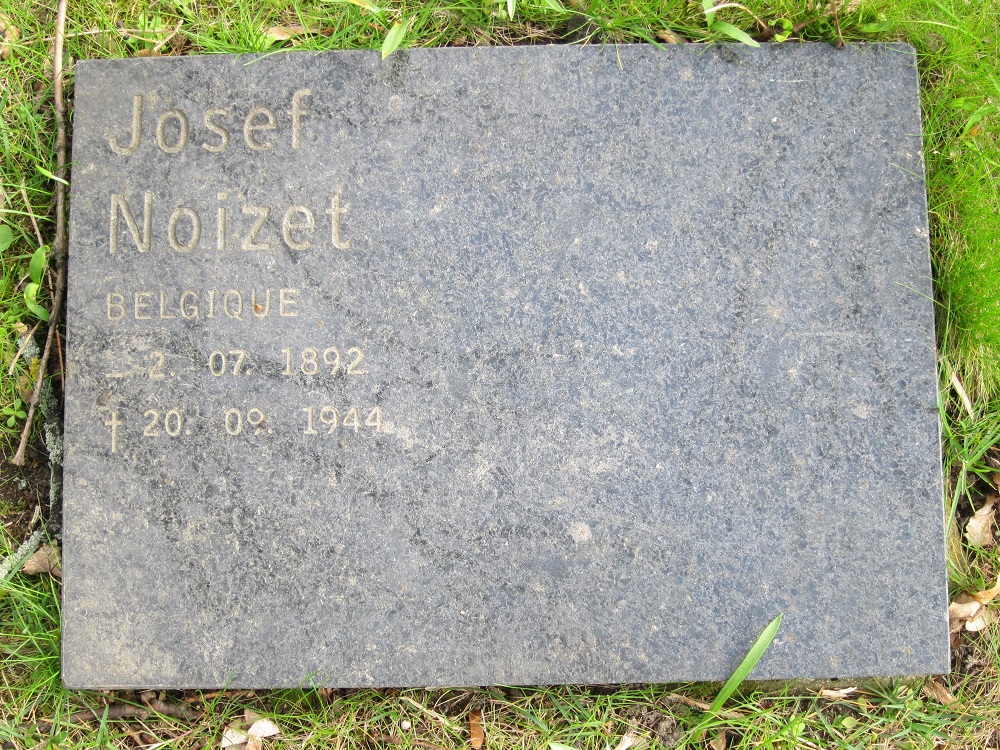 Josef
Noizet
BELGIQUE
2. 07. 1892
† 20. 09. 1944